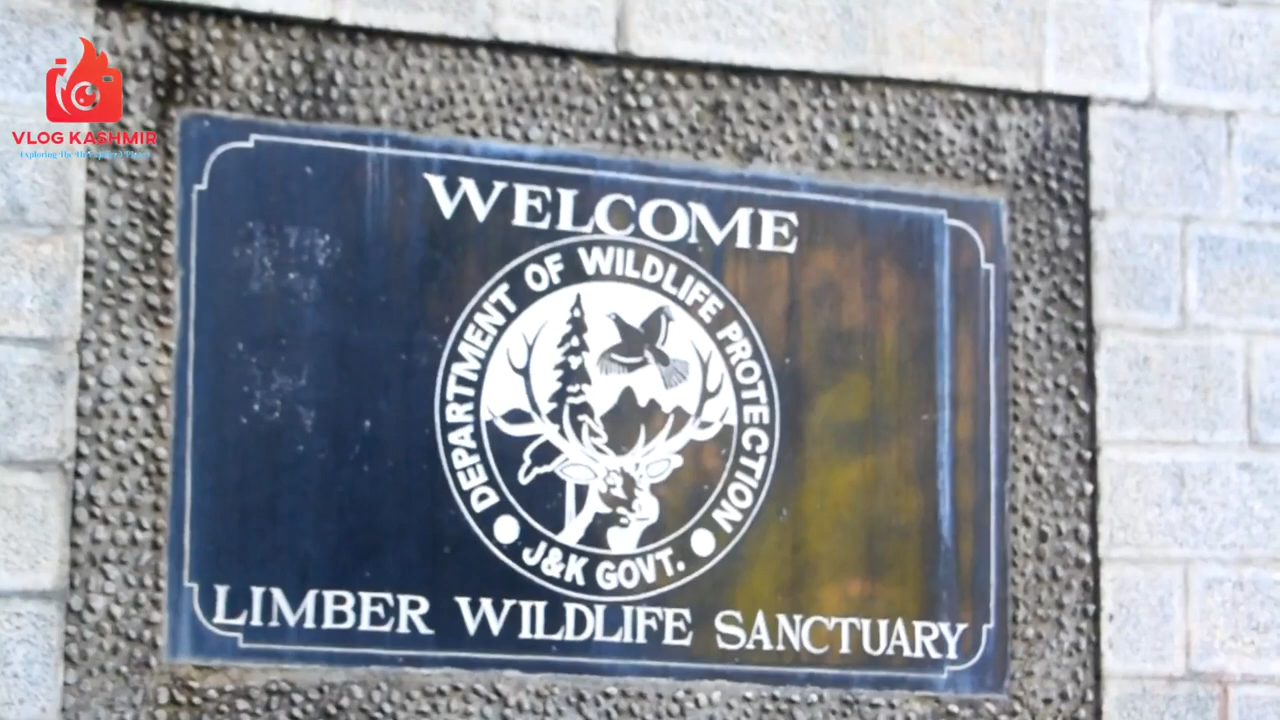 VLOG KASHMIR
WELCOME
DEPARTMENT OF WILDLIFE PROTECTION
J&K GOVT.
LIMBER WILDLIFE SANCTUARY